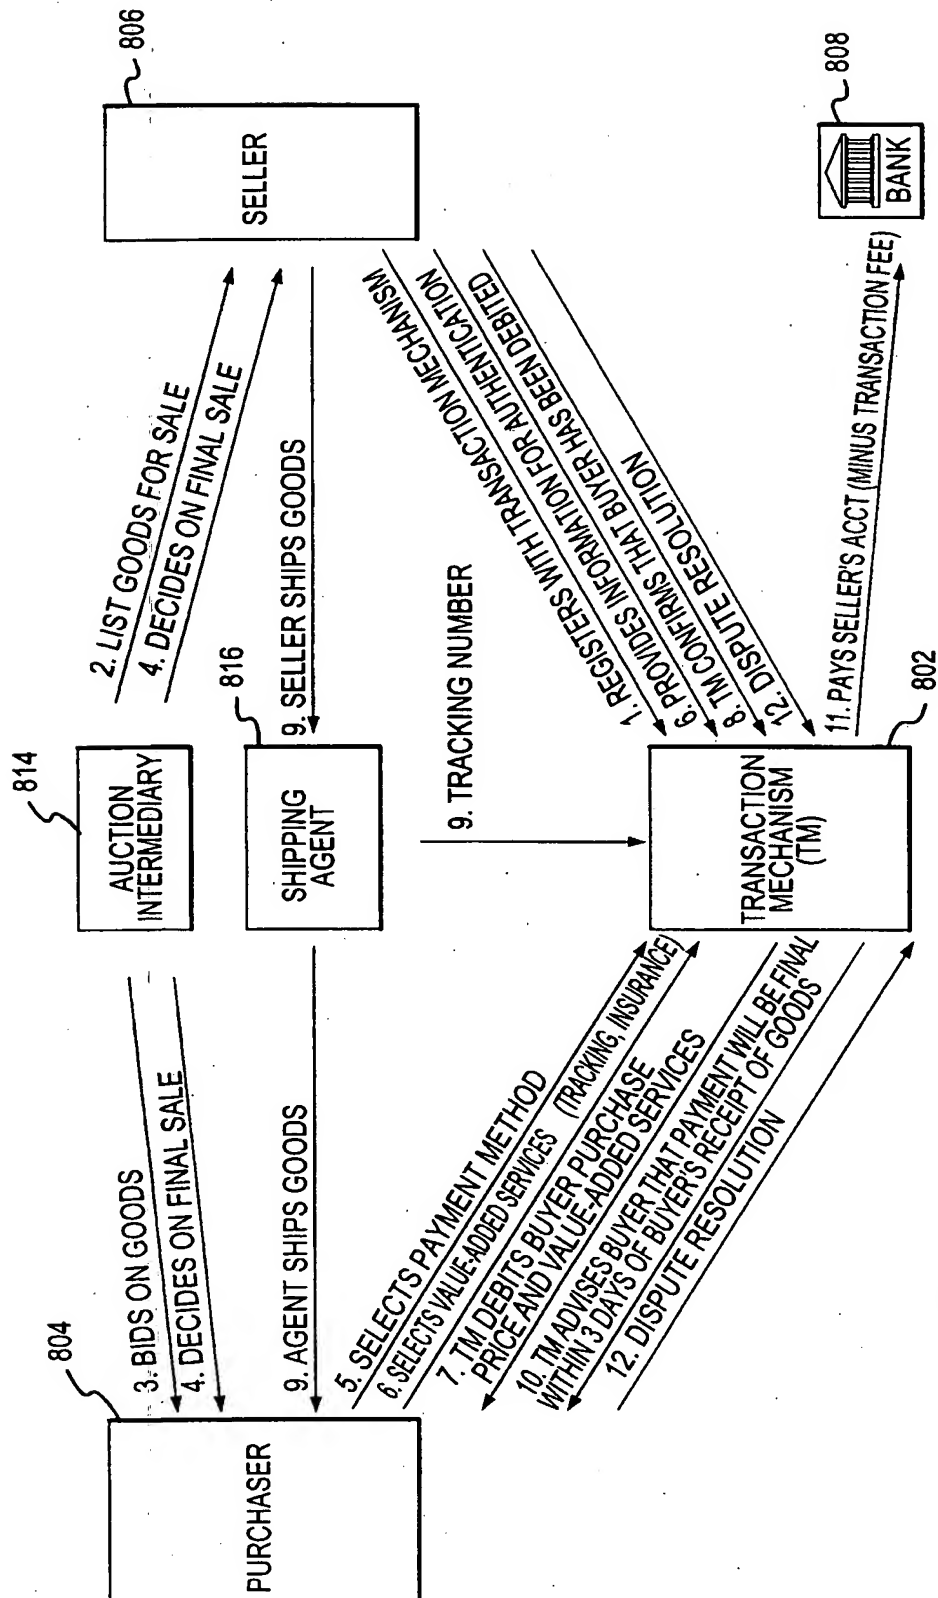 804
PURCHASER
3. BIDS ON GOODS
4. DECIDES ON FINAL SALE
9. AGENT SHIPS GOODS
5. SELECTS PAYMENT METHOD
6. SELECTS VALUE-ADDED SERVICES (TRACKING, INSURANCE)
7. TM DEBITS BUYER PURCHASE
PRICE AND VALUE-ADDED SERVICES
10. TM ADVISES BUYER THAT PAYMENT WILL BE FINAL
WITHIN 3 DAYS OF BUYER'S RECEIPT OF GOODS
12. DISPUTE RESOLUTION
814
AUCTION
INTERMEDIARY
816
SHIPPING
AGENT
9. TRACKING NUMBER
TRANSACTION
MECHANISM
(TM)
802
2. LIST GOODS FOR SALE
4. DECIDES ON FINAL SALE
9. SELLER SHIPS GOODS
1. REGISTERS WITH TRANSACTION MECHANISM
6. PROVIDES INFORMATION FOR AUTHENTICATION
8. TM CONFIRMS THAT BUYER HAS BEEN DEBITED
12. DISPUTE RESOLUTION
11. PAYS SELLER'S ACCT (MINUS TRANSACTION FEE)
806
SELLER
808
BANK